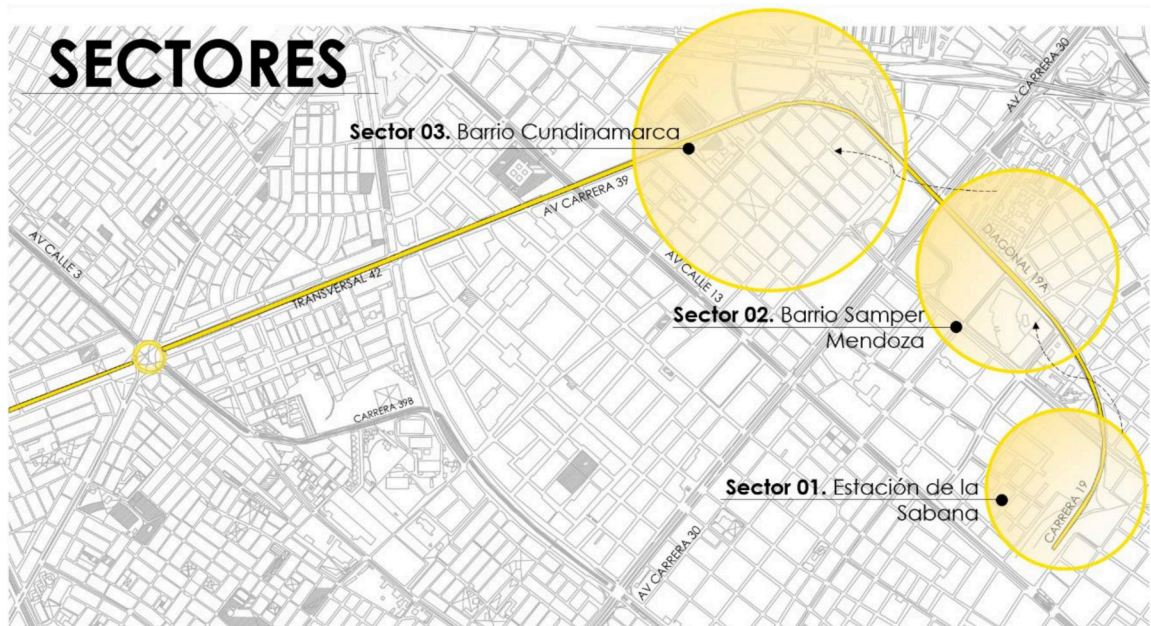 SECTORES
AV CARRERA 30
Sector 03. Barrio Cundinamarca
AV CARRERA 39
AV CALLE 3
DIAGONAL 19A
AV CALLE 13
TRANSVERSAL 42
Sector 02. Barrio Samper
Mendoza
CARRERA 39B
Sector 01. Estación de la
Sabana
CARRERA 19
AV CARRERA 30